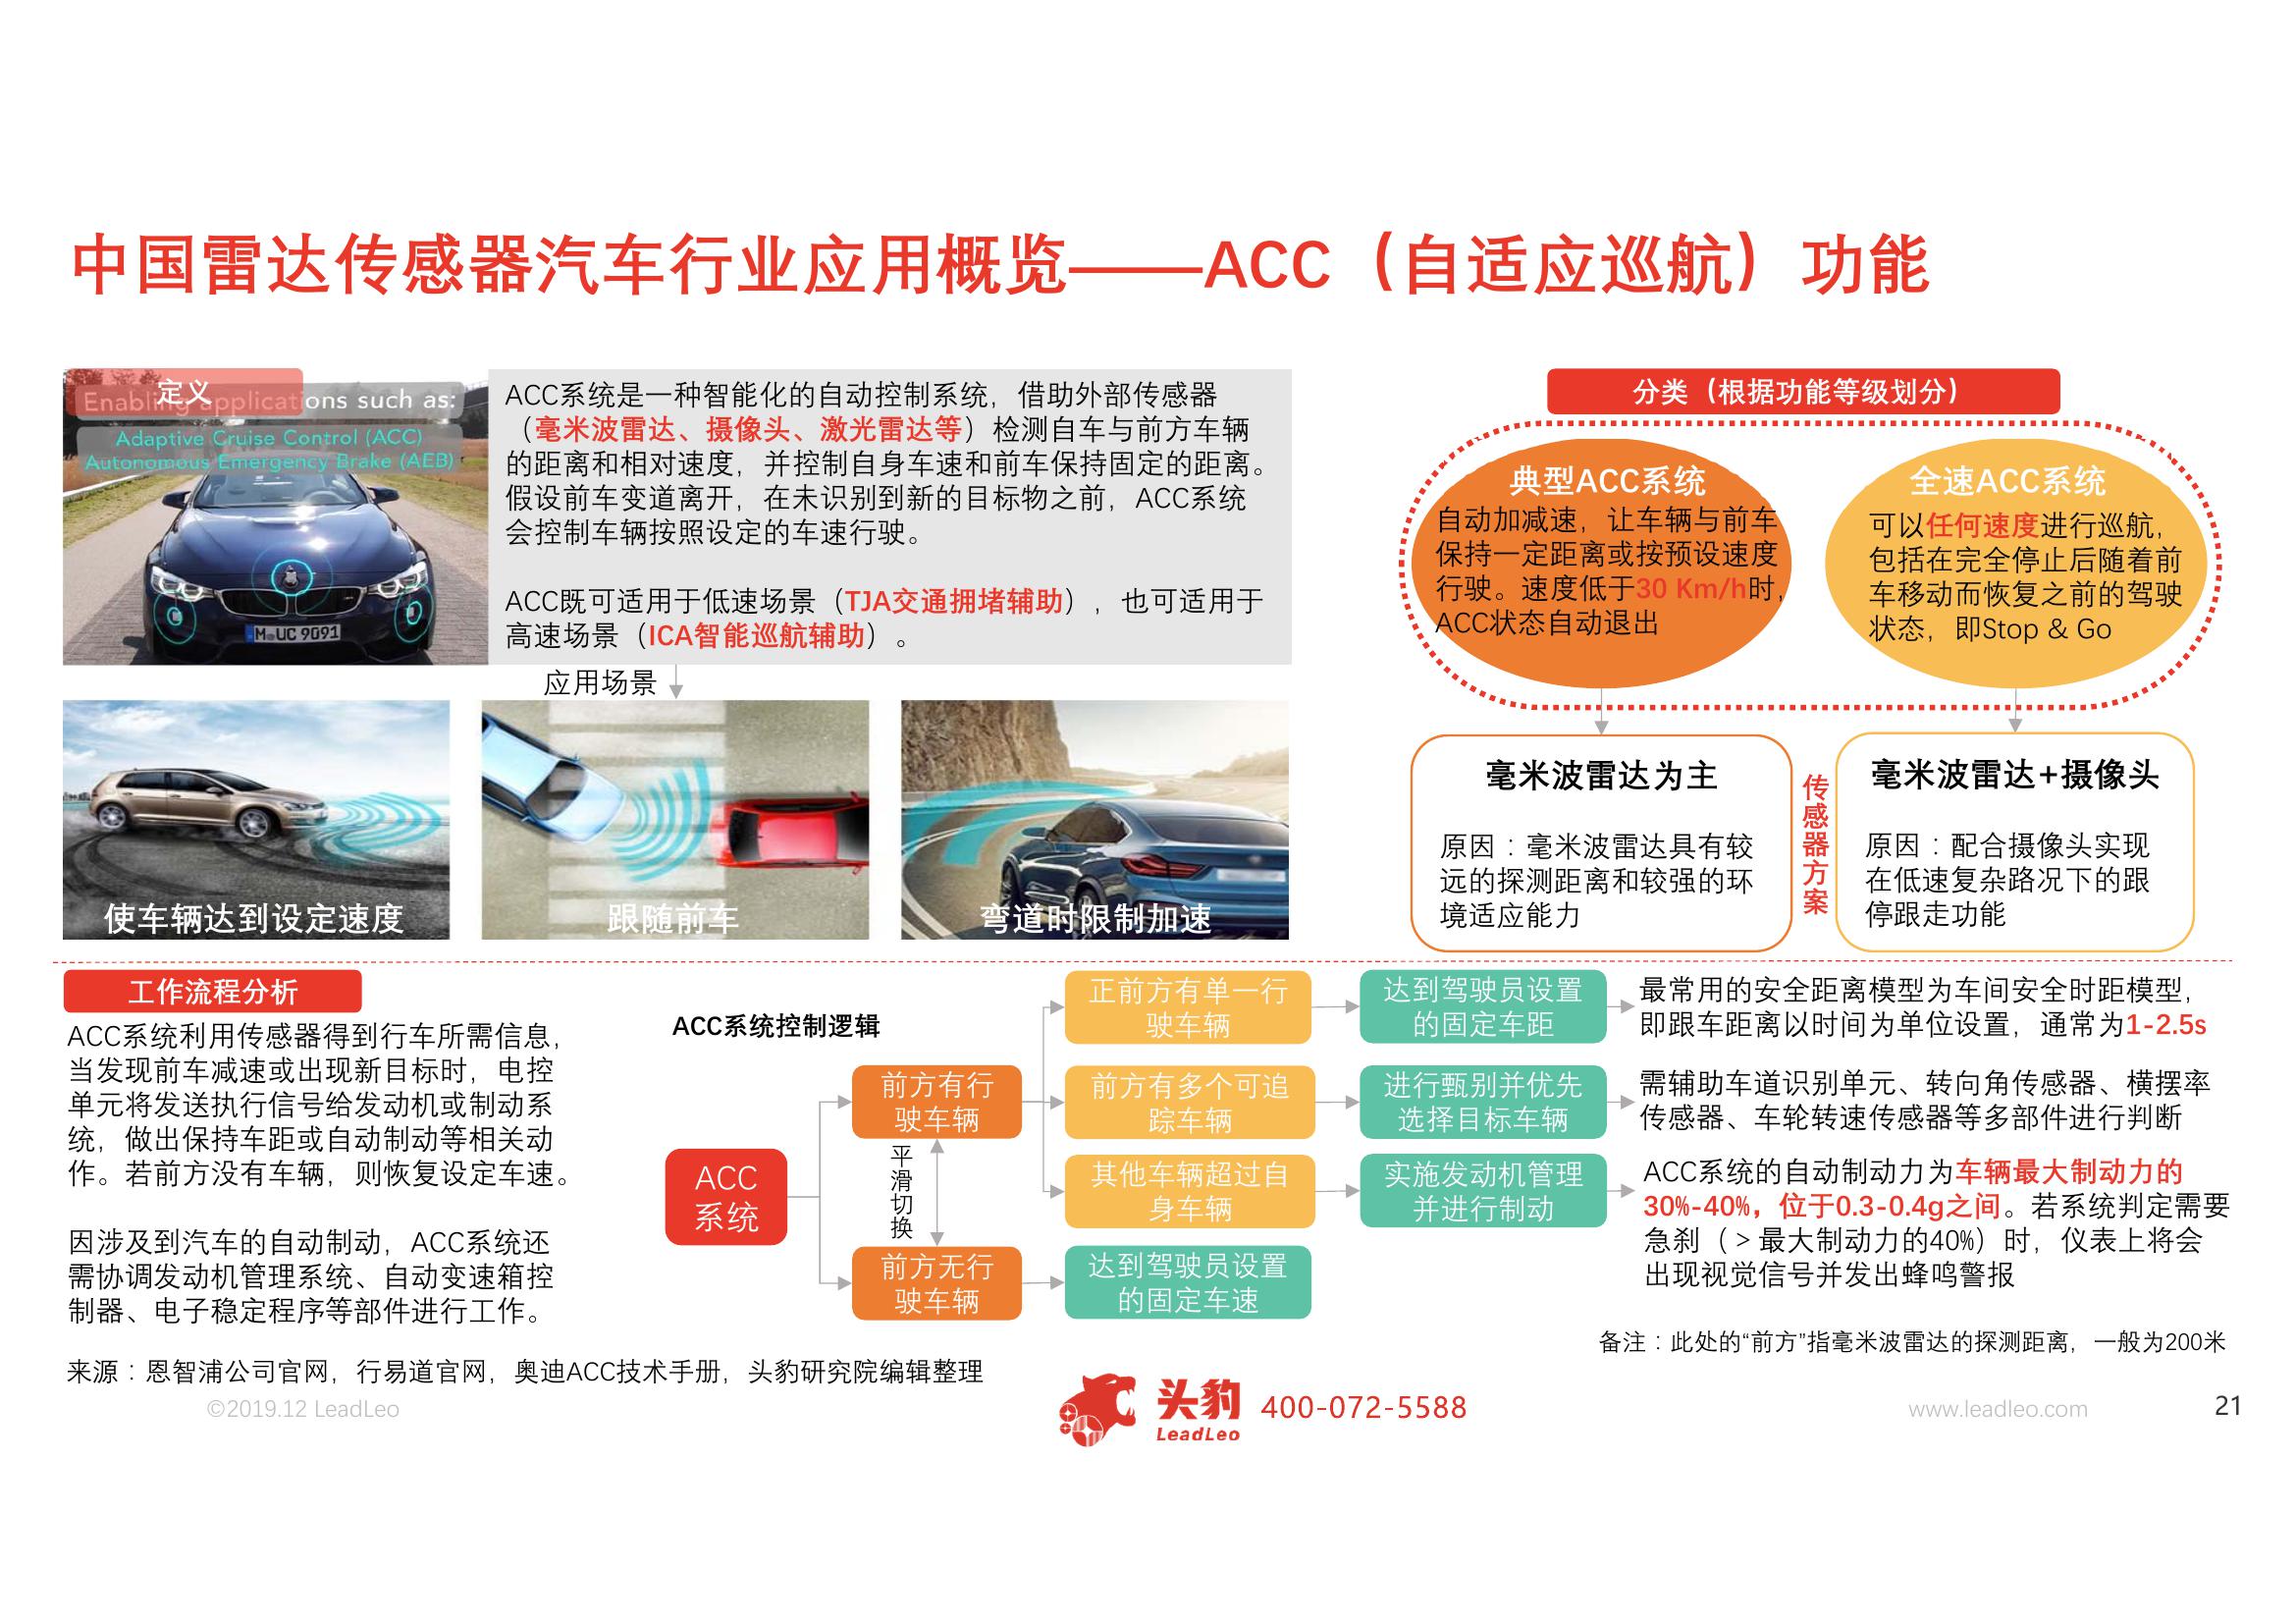 中国雷达传感器汽车行业应用概览——ACC（自适应巡航）功能
定义
Enabling applications such as:
Adaptive Cruise Control (ACC)
Autonomous Emergency Brake (AEB)
M UC 9091
ACC系统是一种智能化的自动控制系统，借助外部传感器
（毫米波雷达、摄像头、激光雷达等）检测自车与前方车辆
的距离和相对速度，并控制自身车速和前车保持固定的距离。
假设前车变道离开，在未识别到新的目标物之前，ACC系统
会控制车辆按照设定的车速行驶。
ACC既可适用于低速场景（TJA交通拥堵辅助），也可适用于
高速场景（ICA智能巡航辅助）。
应用场景
使车辆达到设定速度
跟随前车
弯道时限制加速
分类（根据功能等级划分）
典型ACC系统
自动加减速，让车辆与前车
保持一定距离或按预设速度
行驶。速度低于30 Km/h时，
ACC状态自动退出
全速ACC系统
可以任何速度进行巡航，
包括在完全停止后随着前
车移动而恢复之前的驾驶
状态，即Stop & Go
毫米波雷达为主
原因：毫米波雷达具有较
远的探测距离和较强的环
境适应能力
传感器方案
毫米波雷达+摄像头
原因：配合摄像头实现
在低速复杂路况下的跟
停跟走功能
工作流程分析
ACC系统利用传感器得到行车所需信息，
当发现前车减速或出现新目标时，电控
单元将发送执行信号给发动机或制动系
统，做出保持车距或自动制动等相关动
作。若前方没有车辆，则恢复设定车速。
因涉及到汽车的自动制动，ACC系统还
需协调发动机管理系统、自动变速箱控
制器、电子稳定程序等部件进行工作。
ACC系统控制逻辑
ACC
系统
前方有行
驶车辆
平滑切换
前方无行
驶车辆
正前方有单一行
驶车辆
前方有多个可追
踪车辆
其他车辆超过自
身车辆
达到驾驶员设置
的固定车速
达到驾驶员设置
的固定车距
进行甄别并优先
选择目标车辆
实施发动机管理
并进行制动
最常用的安全距离模型为车间安全时距模型，
即跟车距离以时间为单位设置，通常为1-2.5s
需辅助车道识别单元、转向角传感器、横摆率
传感器、车轮转速传感器等多部件进行判断
ACC系统的自动制动力为车辆最大制动力的
30%-40%，位于0.3-0.4g之间。若系统判定需要
急刹（＞最大制动力的40%）时，仪表上将会
出现视觉信号并发出蜂鸣警报
备注：此处的“前方”指毫米波雷达的探测距离，一般为200米
来源：恩智浦公司官网，行易道官网，奥迪ACC技术手册，头豹研究院编辑整理
©2019.12 LeadLeo
头豹
LeadLeo
400-072-5588
www.leadleo.com
21